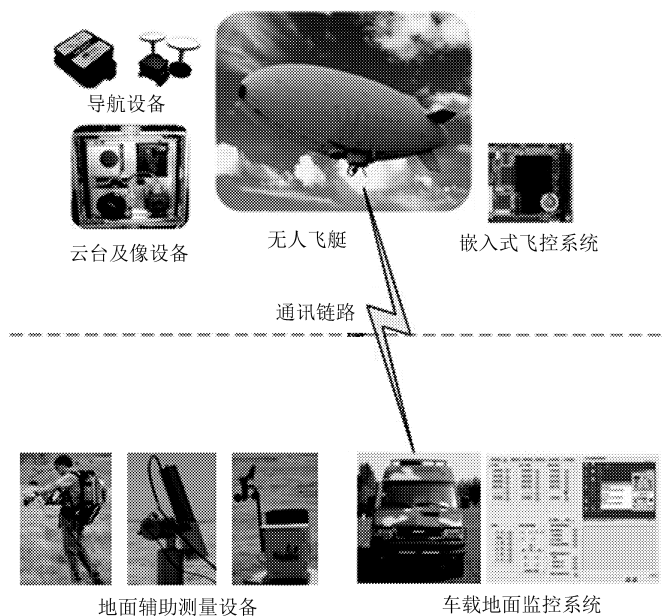 导航设备
云台及像设备
无人飞艇
嵌入式飞控系统
通讯链路
地面辅助测量设备
车载地面监控系统